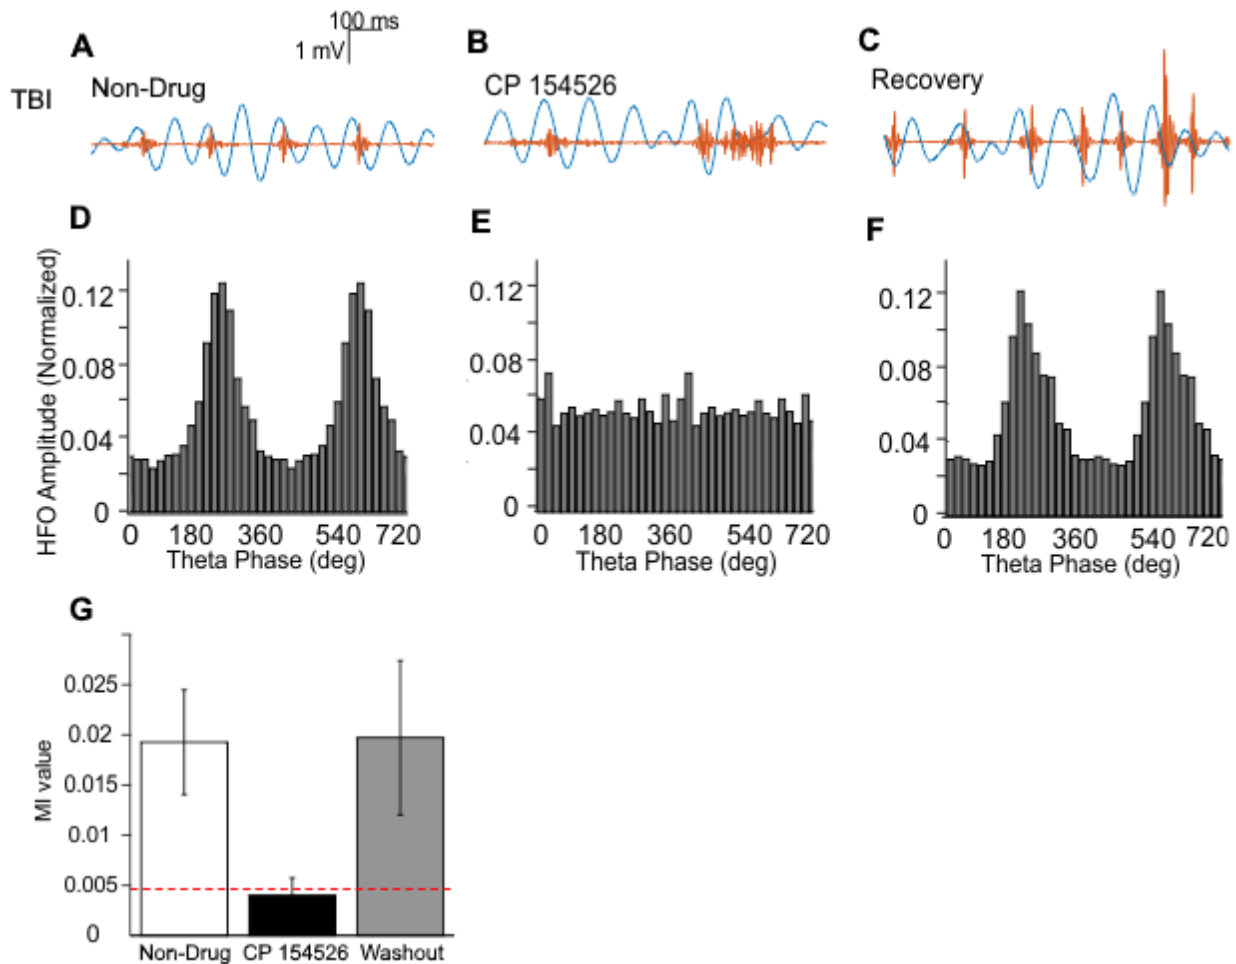 A
100 ms
1 mV
B
C
TBI
Non-Drug
CP 154526
Recovery
D
E
F
HFO Amplitude (Normalized)
0.12
0.08
0.04
0
0 180 360 540 720
Theta Phase (deg)
0.12
0.08
0.04
0
0 180 360 540 720
Theta Phase (deg)
0.12
0.08
0.04
0
0 180 360 540 720
Theta Phase (deg)
G
MI value
0.025
0.02
0.015
0.01
0.005
0
Non-Drug CP 154526 Washout